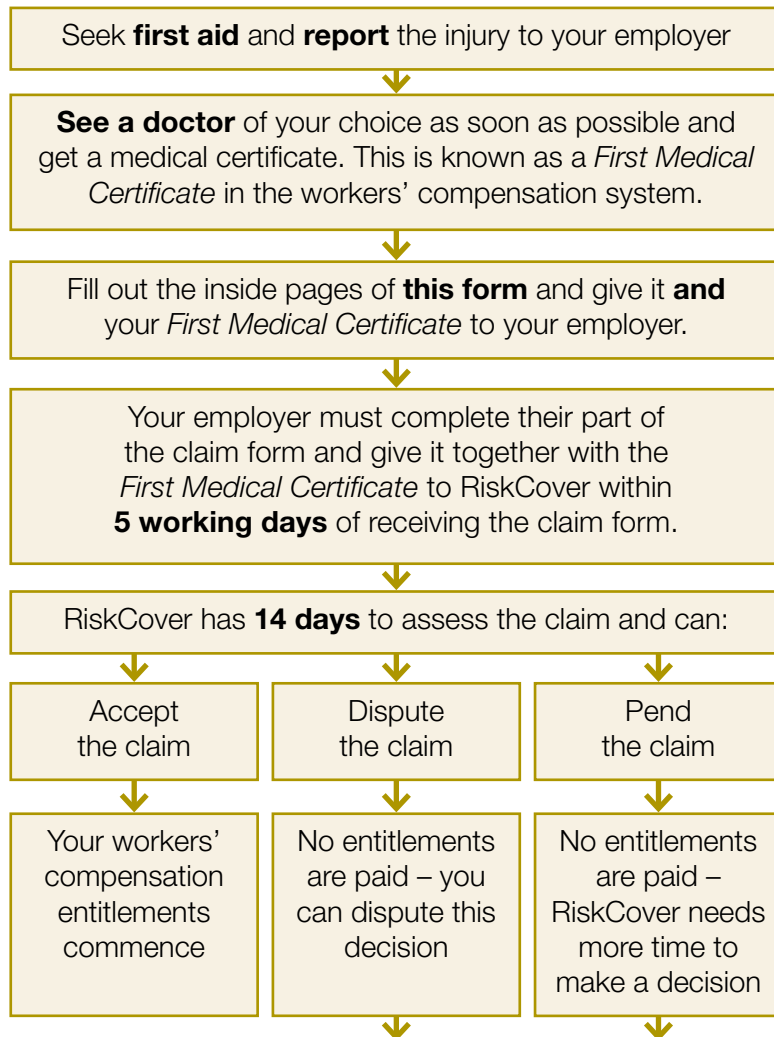 Seek first aid and report the injury to your employer
See a doctor of your choice as soon as possible and
get a medical certificate. This is known as a First Medical
Certificate in the workers’ compensation system.
Fill out the inside pages of this form and give it and
your First Medical Certificate to your employer.
Your employer must complete their part of
the claim form and give it together with the
First Medical Certificate to RiskCover within
5 working days of receiving the claim form.
RiskCover has 14 days to assess the claim and can:
Accept
the claim
Dispute
the claim
Pend
the claim
Your workers’
compensation
entitlements
commence
No entitlements
are paid – you
can dispute this
decision
No entitlements
are paid –
RiskCover needs
more time to
make a decision